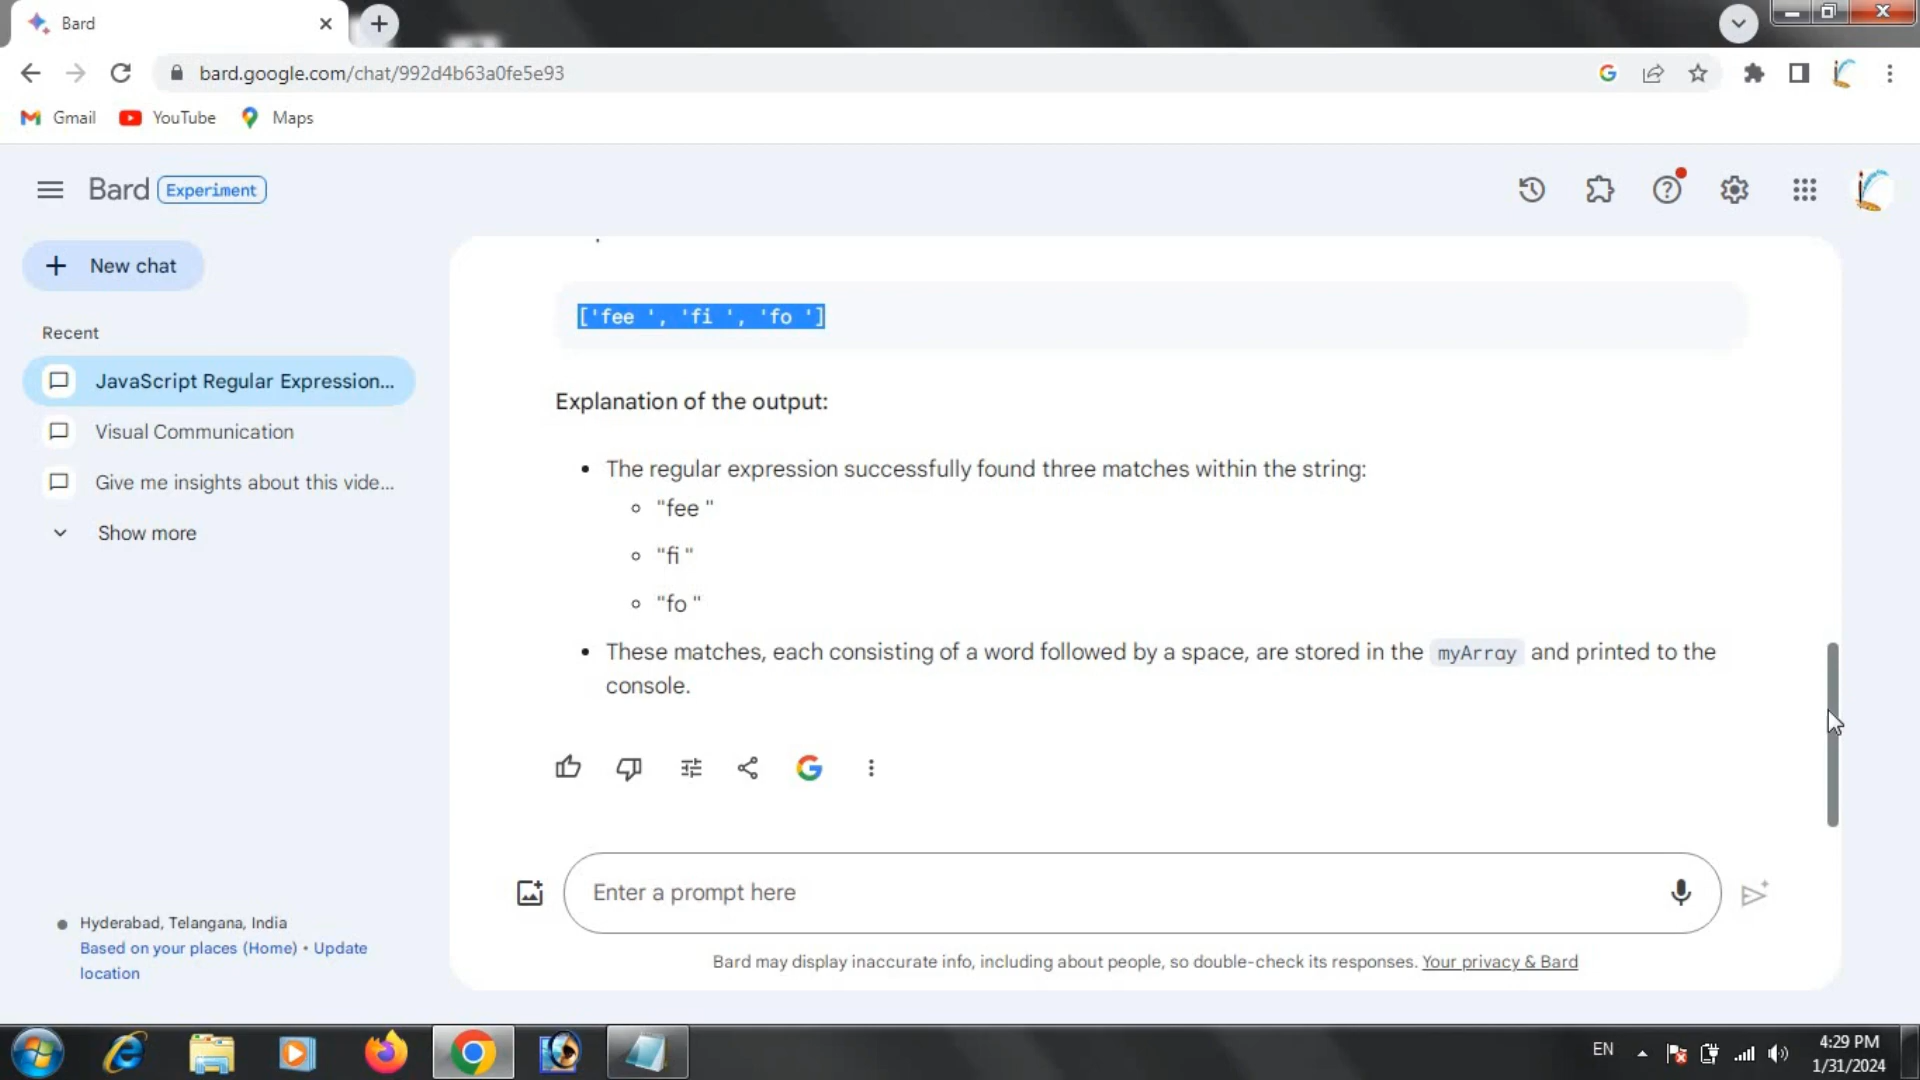 Bard
bard.google.com/chat/992d4b63a0fe5e93
Gmail YouTube Maps
Bard Experiment
New chat
Recent
JavaScript Regular Expression...
Visual Communication
Give me insights about this vide...
Show more
Hyderabad, Telangana, India
Based on your places (Home) • Update
location
['fee ', 'fi ', 'fo ']
Explanation of the output:
• The regular expression successfully found three matches within the string:
"fee "
"fi "
"fo "
• These matches, each consisting of a word followed by a space, are stored in the myArray and printed to the
console.
Enter a prompt here
Bard may display inaccurate info, including about people, so double-check its responses. Your privacy & Bard
EN
4:29 PM
1/31/2024